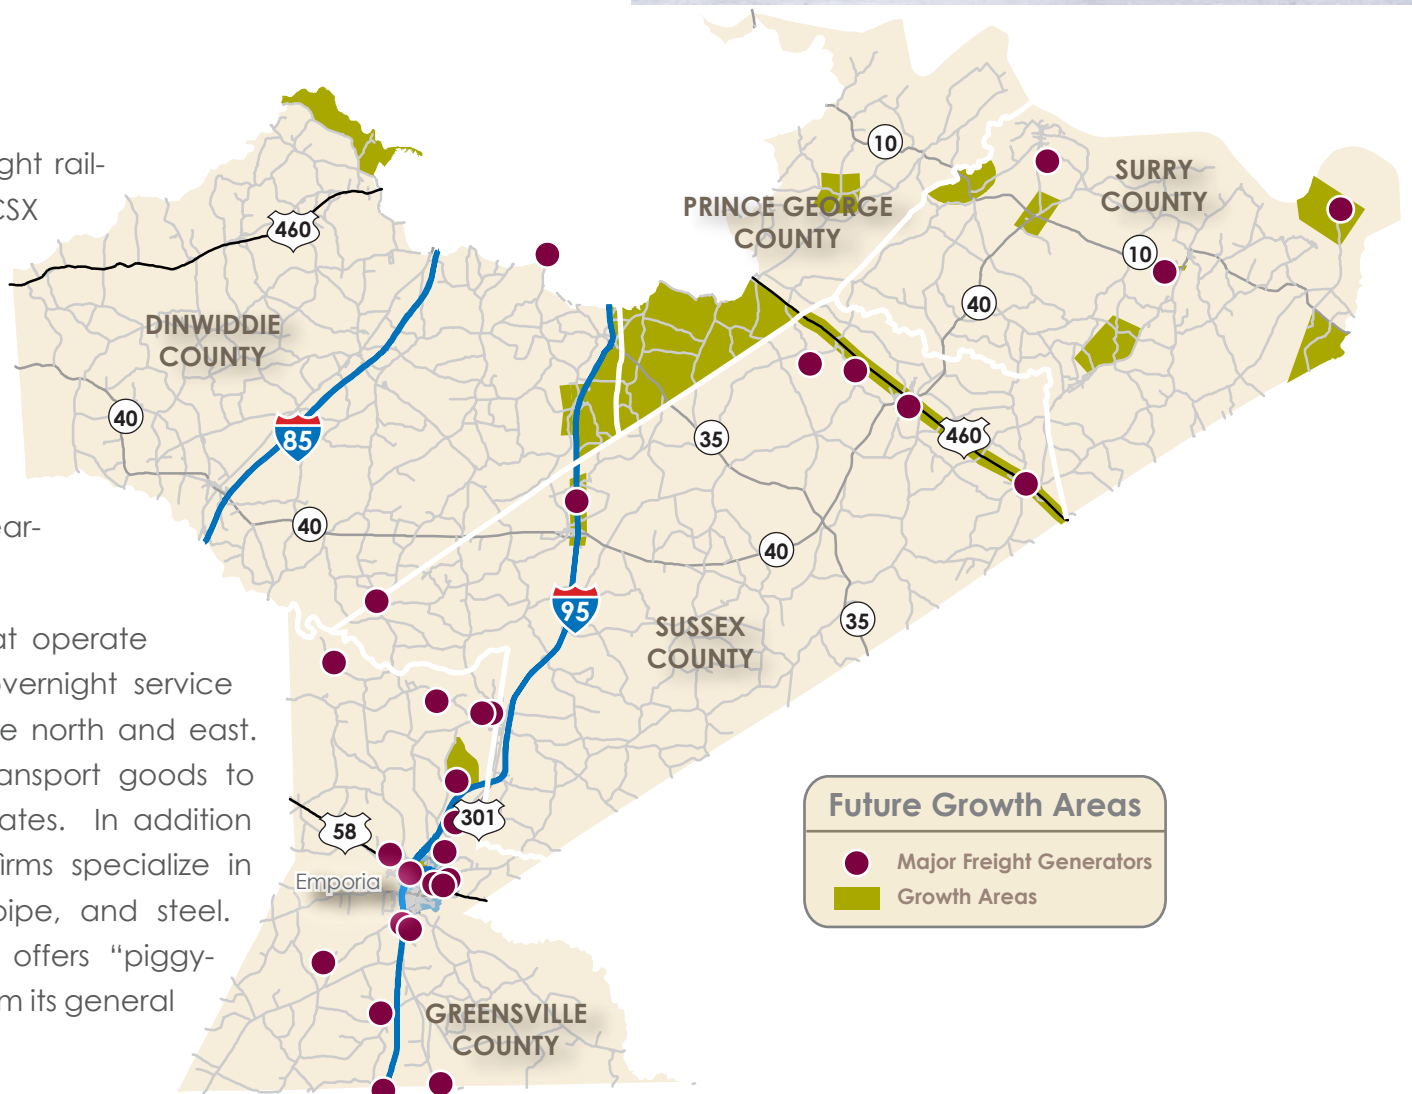 ght rail-
CSX
ear-
at operate
overnight service
e north and east.
ransport goods to
ates. In addition
firms specialize in
pipe, and steel.
offers “piggy-
m its general
460
DINWIDDIE
COUNTY
40
85
40
PRINCE GEORGE
COUNTY
10
SURRY
COUNTY
10
40
35
460
40
35
95
SUSSEX
COUNTY
58
301
Emporia
GREENSVILLE
COUNTY
Future Growth Areas
Major Freight Generators
Growth Areas